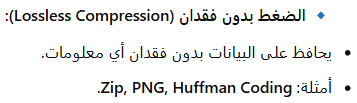 🔹 الضغط بدون فقدان (Lossless Compression):
• يحافظ على البيانات بدون فقدان أي معلومات.
• أمثلة: Zip, PNG, Huffman Coding.